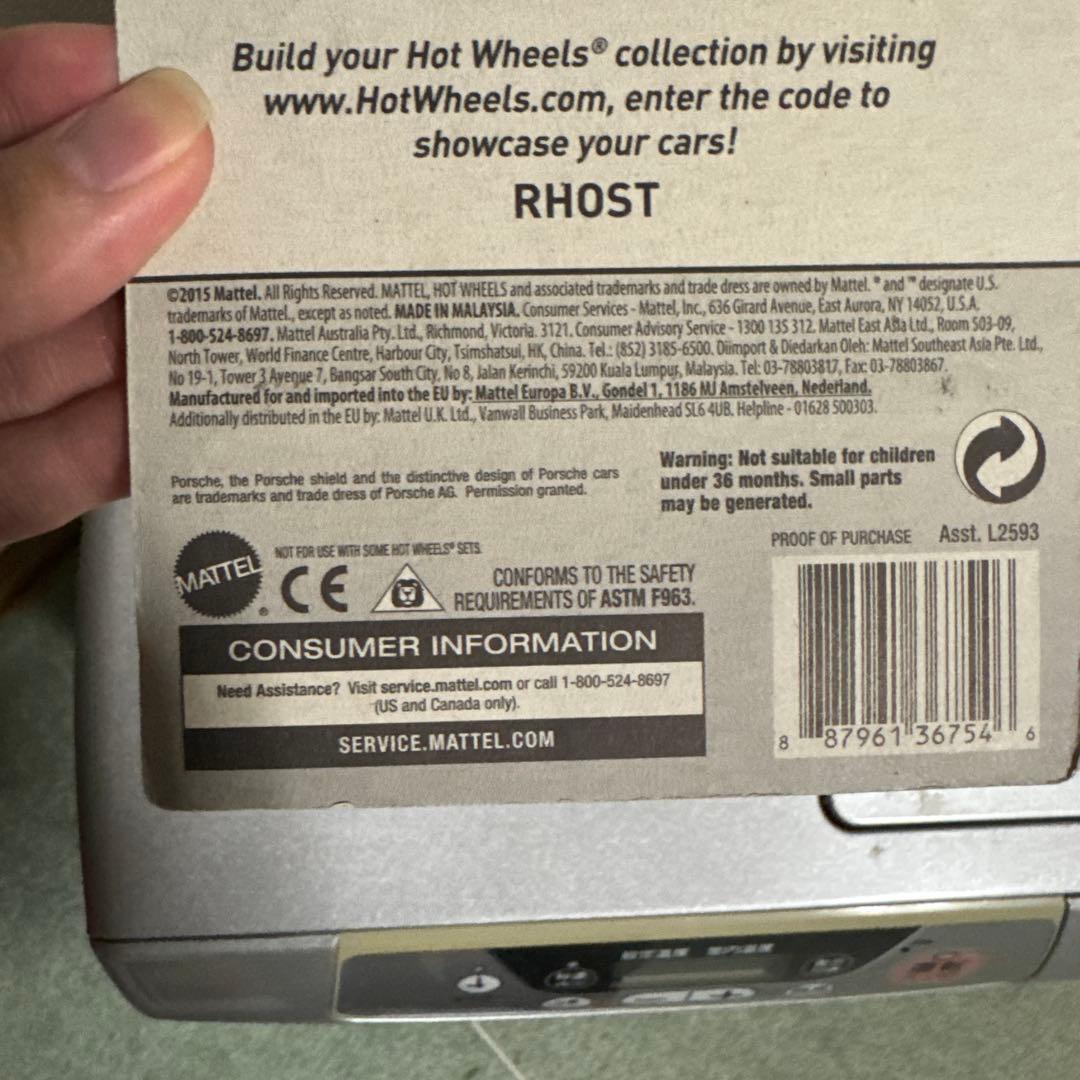 Build your Hot Wheels® collection by visiting
www.HotWheels.com, enter the code to
showcase your cars!
RHOST
©2015 Mattel. All Rights Reserved. MATTEL, HOT WHEELS and associated trademarks and trade dress are owned by Mattel. ® and ™ designate U.S.
trademarks of Mattel, except as noted. MADE IN MALAYSIA. Consumer Services - Mattel, Inc., 636 Girard Avenue, East Aurora, NY 14052, U.S.A.
1-800-524-8697. Mattel Australia Pty. Ltd., Richmond, Victoria. 3121. Consumer Advisory Service - 1300 135 312. Mattel East Asia Ltd., Room 503-09,
North Tower, World Finance Centre, Harbour City, Tsimshatsui, HK, China. Tel.: (852) 3185-6500. Diimport & Diedarkan Oleh: Mattel Southeast Asia Pte. Ltd.,
No 19-1, Tower 3 Avenue 7, Bangsar South City, No 8, Jalan Kerinchi, 59200 Kuala Lumpur, Malaysia. Tel: 03-78803817, Fax: 03-78803867.
Manufactured for and imported into the EU by: Mattel Europa B.V., Gondel 1, 1186 MJ Amstelveen, Nederland.
Additionally distributed in the EU by: Mattel U.K. Ltd., Vanwall Business Park, Maidenhead SL6 4UB. Helpline - 01628 500303.
Porsche, the Porsche shield and the distinctive design of Porsche cars
are trademarks and trade dress of Porsche AG. Permission granted.
Warning: Not suitable for children
under 36 months. Small parts
may be generated.
PROOF OF PURCHASE Asst. L2593
MATTEL®
NOT FOR USE WITH SOME HOT WHEELS® SETS.
CE
CONFORMS TO THE SAFETY
REQUIREMENTS OF ASTM F963.
CONSUMER INFORMATION
Need Assistance? Visit service.mattel.com or call 1-800-524-8697
(US and Canada only).
SERVICE.MATTEL.COM
8 87961 36754 6